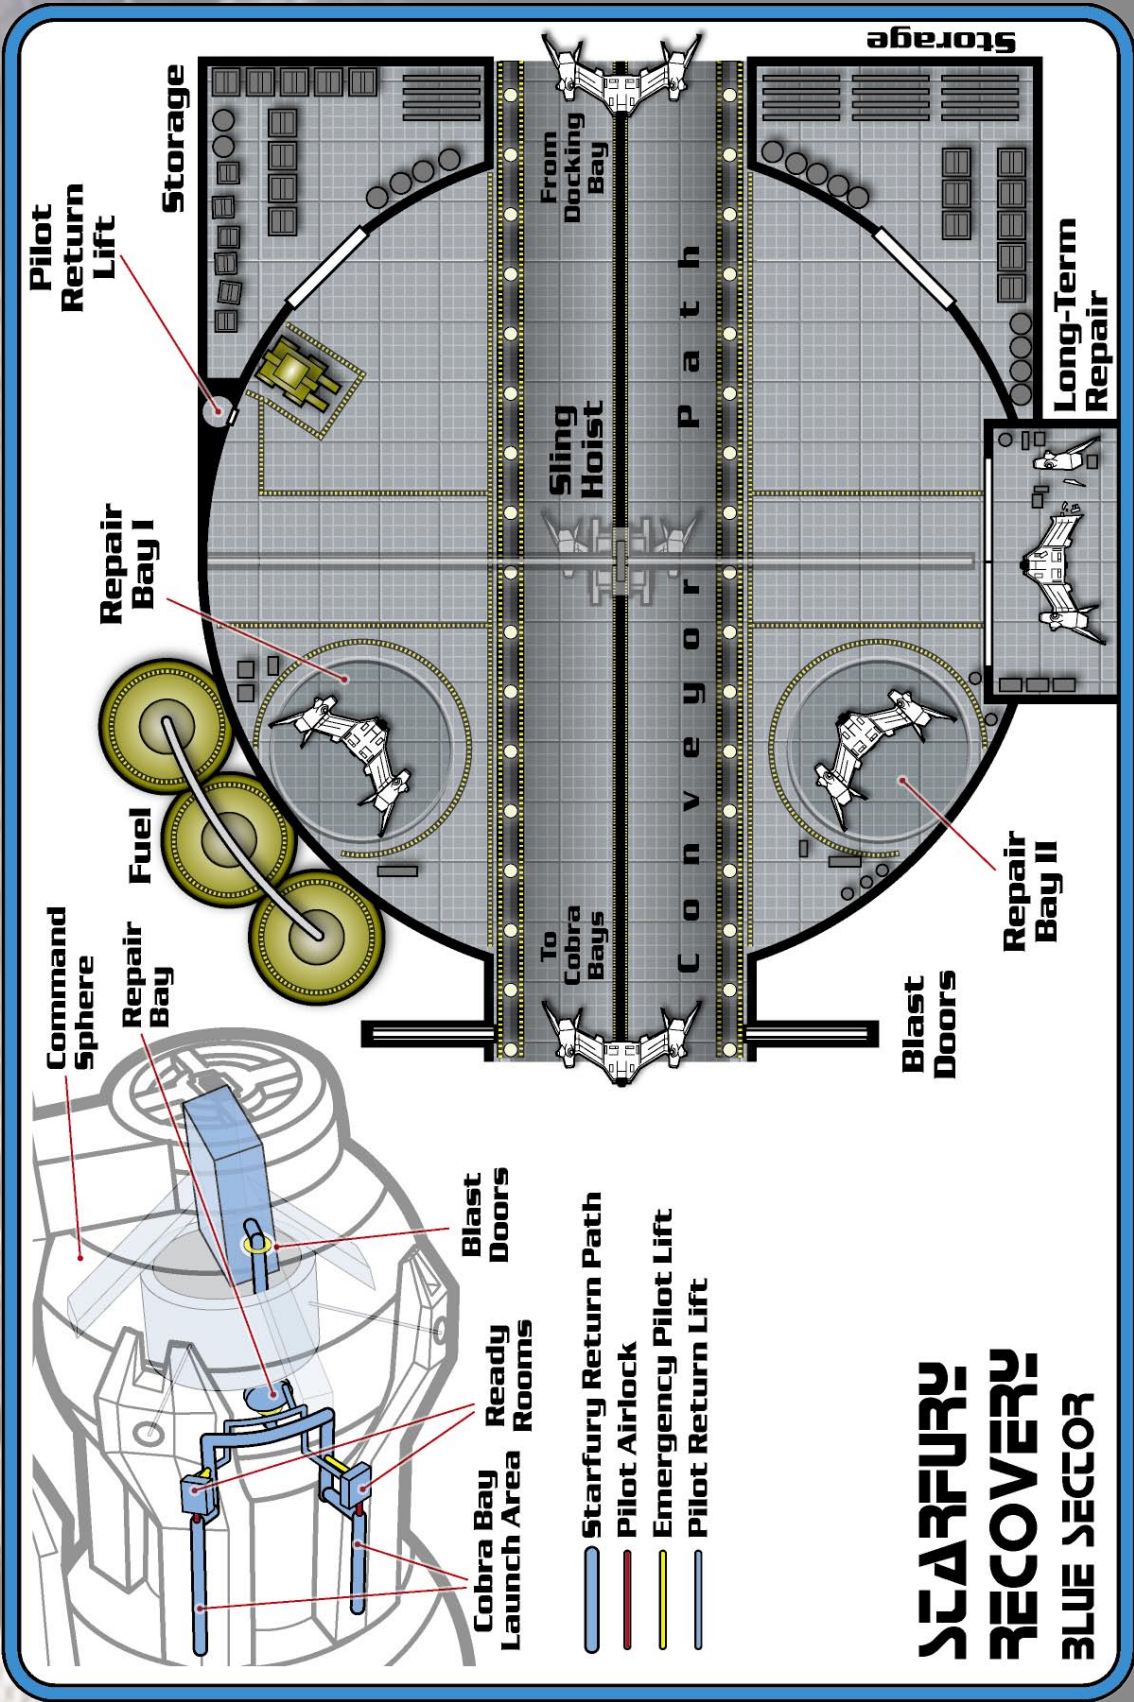 Command
Sphere
Repair
Bay
Fuel
Repair
Bay I
Pilot
Return
Lift
Storage
Storage
From
Docking
Bay
Sling
Hoist
To
Cobra
Bays
Conveyor Path
Long-Term
Repair
Repair
Bay II
Blast
Doors
Blast
Doors
Ready
Rooms
Cobra Bay
Launch Area
Starfury Return Path
Pilot Airlock
Emergency Pilot Lift
Pilot Return Lift
STARFURY
RECOVERY
BLUE SECTOR